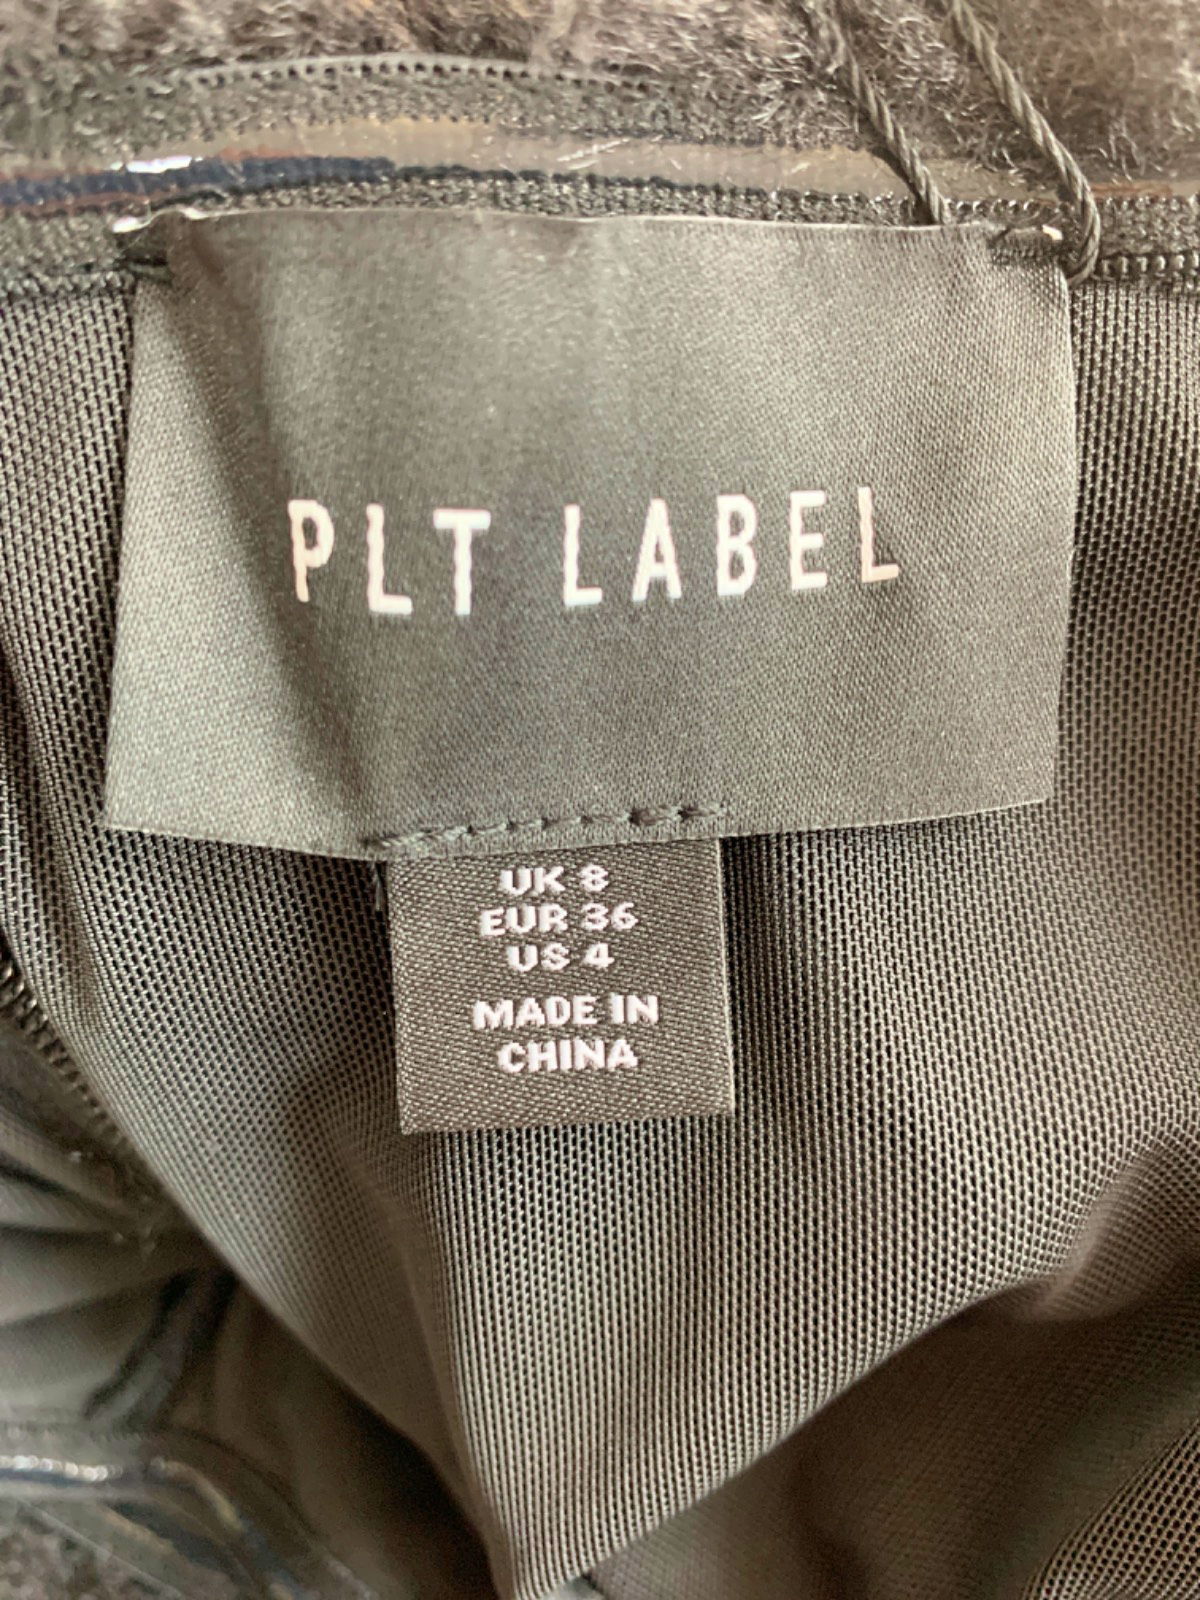 PLT LABEL
UK 8
EUR 36
US 4
MADE IN
CHINA